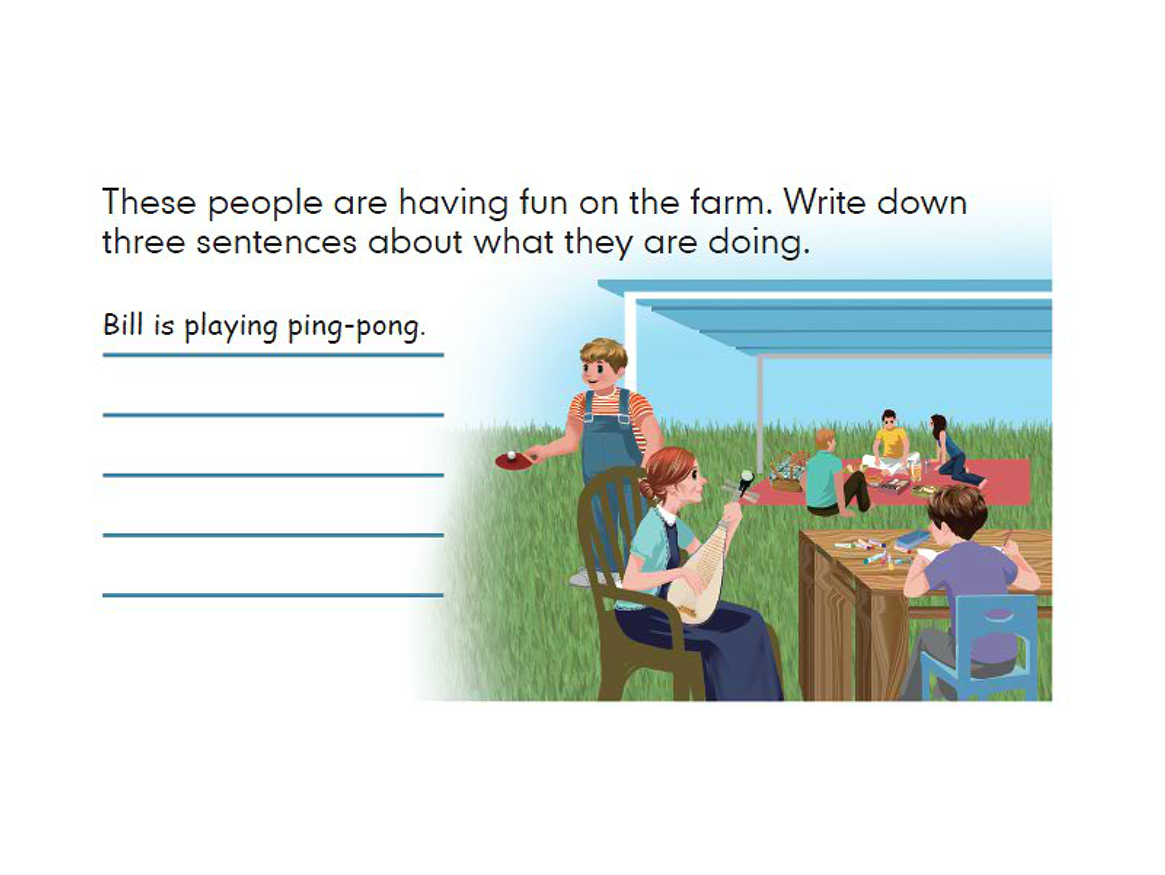 These people are having fun on the farm. Write down
three sentences about what they are doing.
Bill is playing ping-pong.